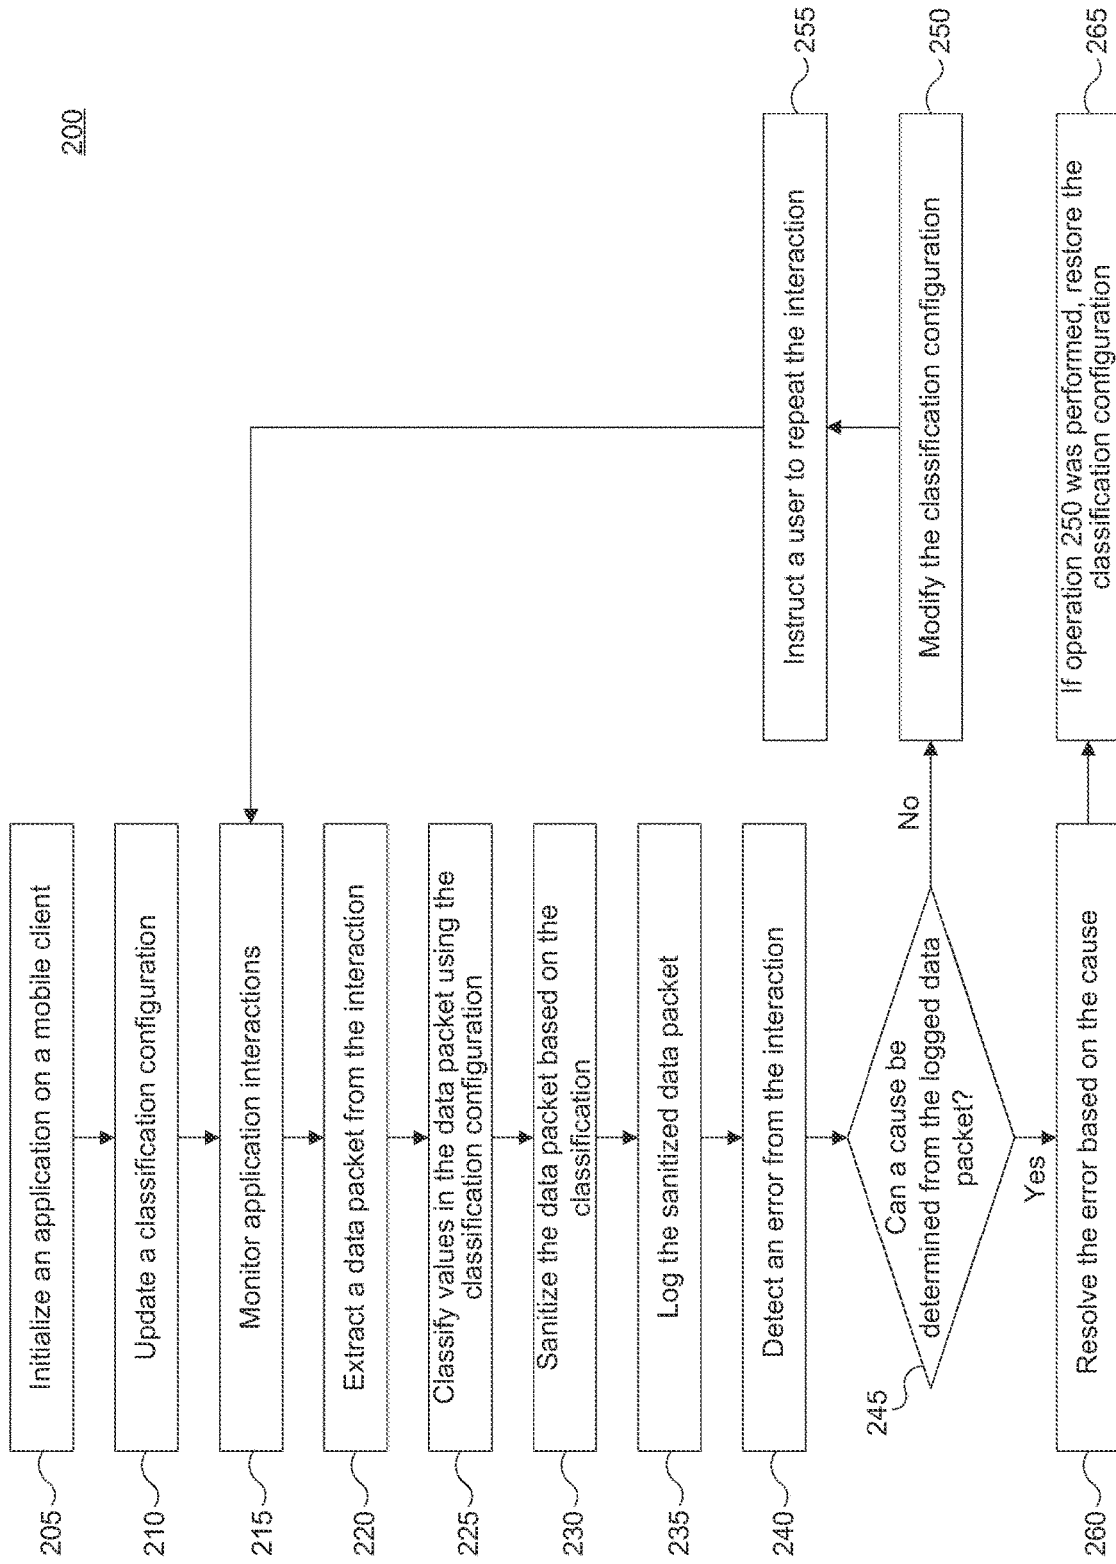 200
205
Initialize an application on a mobile client
210
Update a classification configuration
215
Monitor application interactions
220
Extract a data packet from the interaction
225
Classify values in the data packet using the
classification configuration
230
Sanitize the data packet based on the
classification
235
Log the sanitized data packet
240
Detect an error from the interaction
245
Can a cause be
determined from the logged data
packet?
No
Yes
Instruct a user to repeat the interaction
255
Modify the classification configuration
250
260
Resolve the error based on the cause
If operation 250 was performed, restore the
classification configuration
265